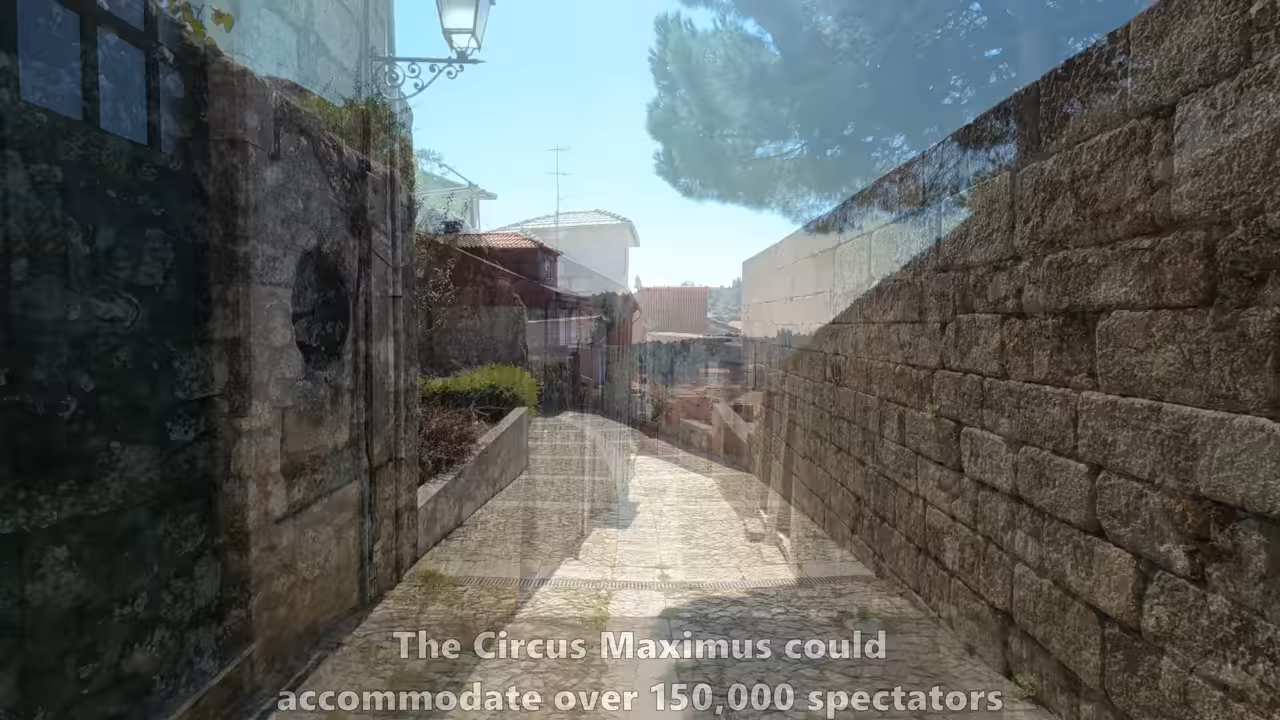 The Circus Maximus could
accommodate over 150,000 spectators